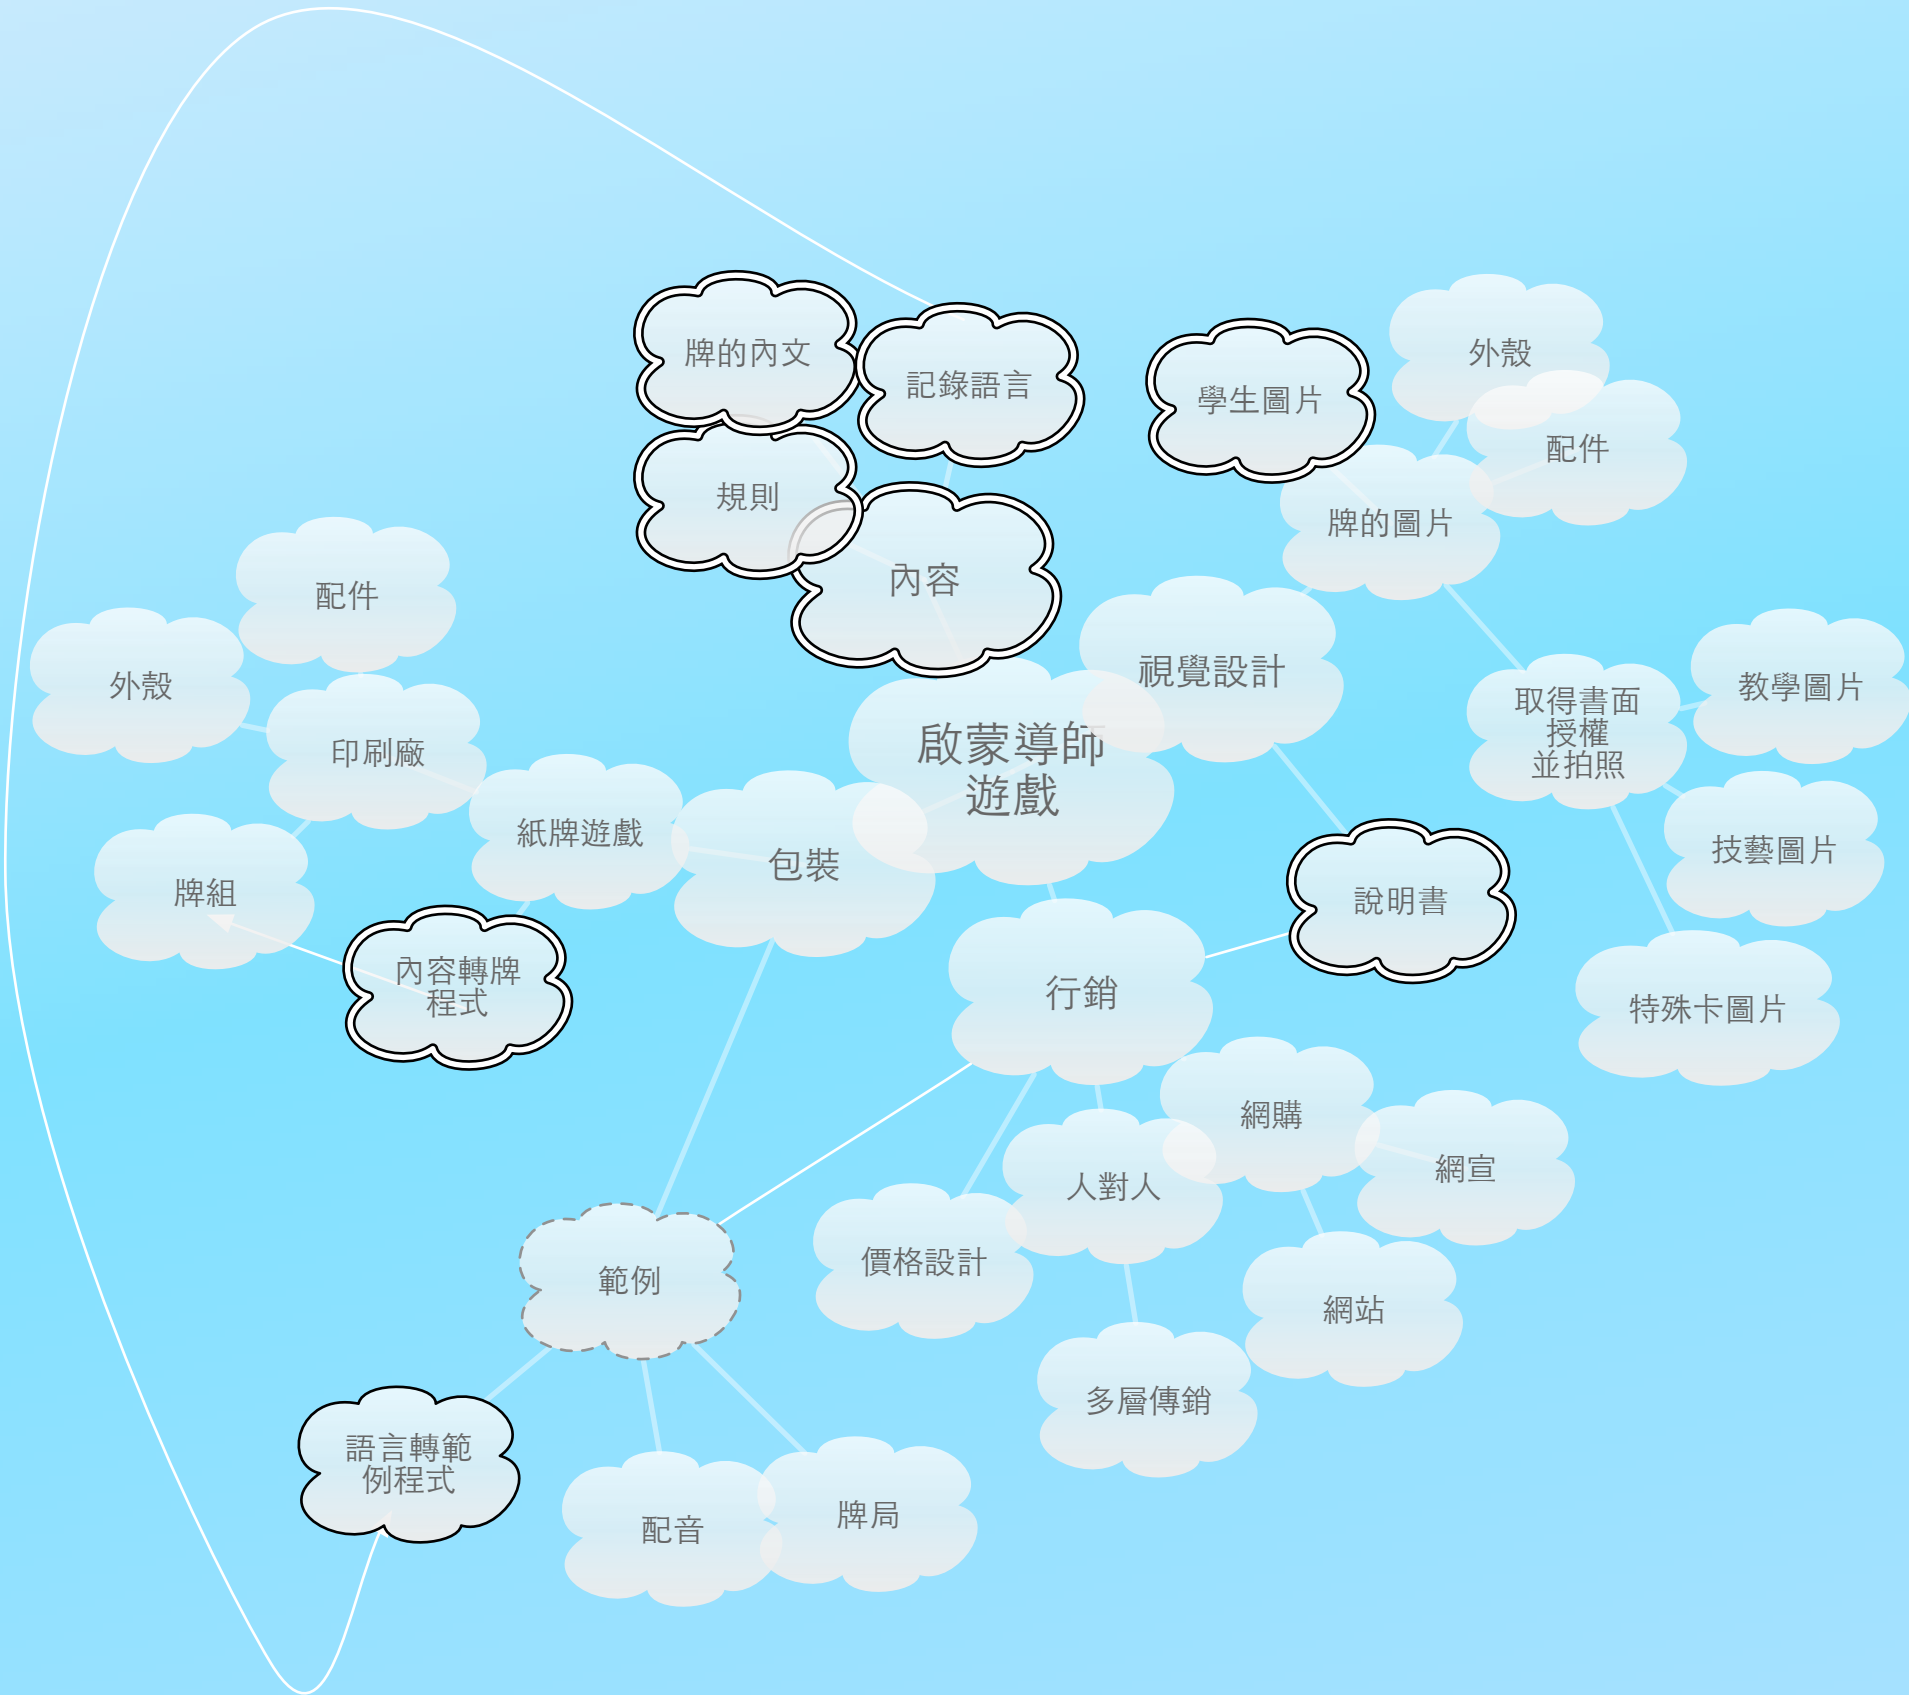 牌的內文
記錄語言
規則
內容
學生圖片
外殼
配件
牌的圖片
視覺設計
啟蒙導師
遊戲
取得書面
授權
並拍照
教學圖片
技藝圖片
特殊卡圖片
說明書
配件
外殼
印刷廠
紙牌遊戲
包裝
牌組
內容轉牌
程式
行銷
網購
網宣
人對人
價格設計
網站
多層傳銷
範例
語言轉範
例程式
配音
牌局